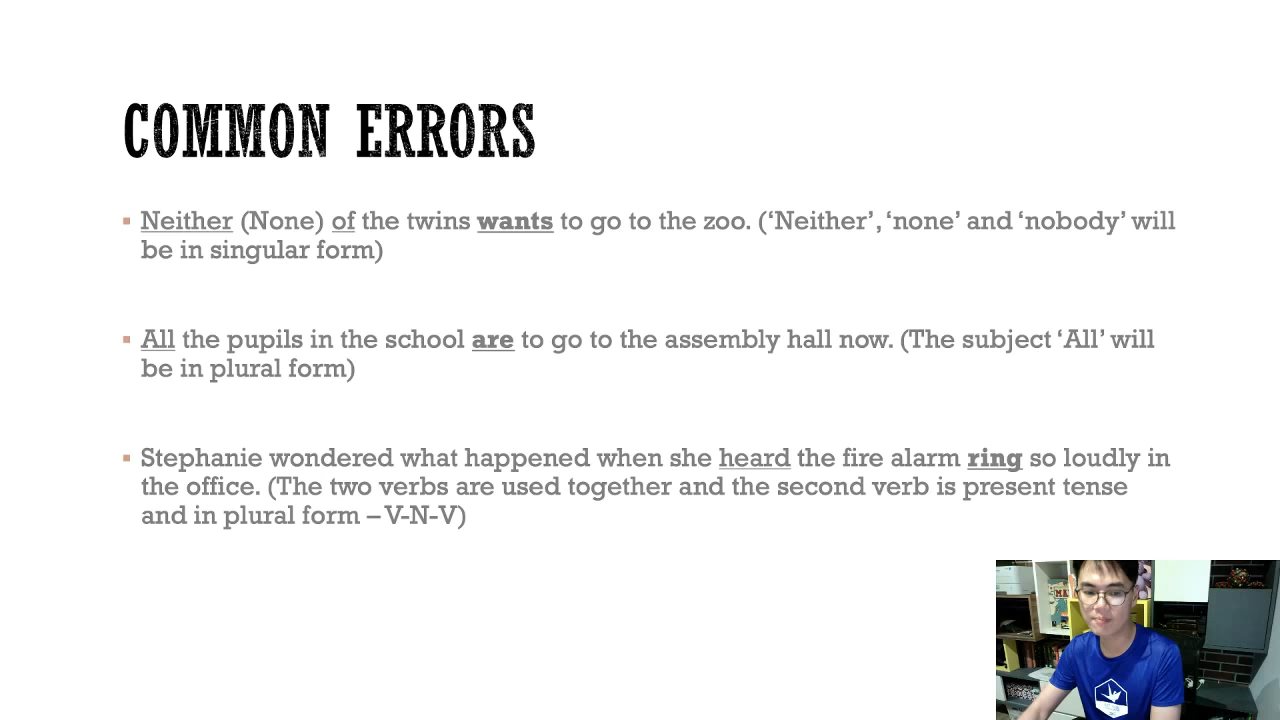 COMMON ERRORS
▪ Neither (None) of the twins wants to go to the zoo. (‘Neither’, ‘none’ and ‘nobody’ will
be in singular form)
▪ All the pupils in the school are to go to the assembly hall now. (The subject ‘All’ will
be in plural form)
▪ Stephanie wondered what happened when she heard the fire alarm ring so loudly in
the office. (The two verbs are used together and the second verb is present tense
and in plural form – V-N-V)